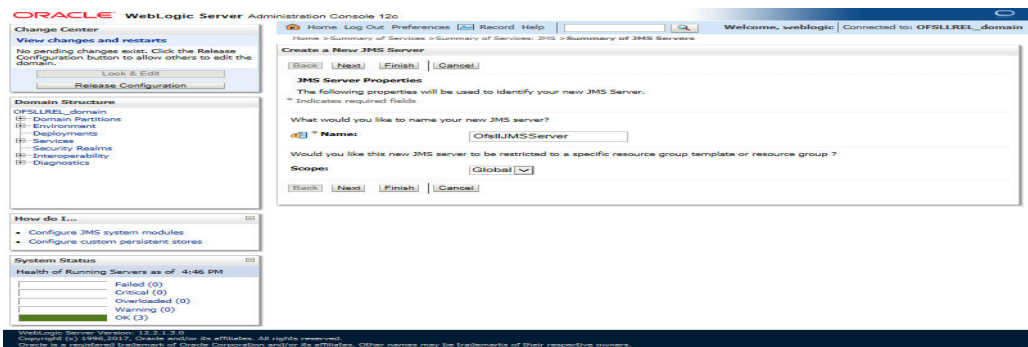 ORACLE WebLogic Server Administration Console 12c
Change Center
View changes and restarts
No pending changes exist. Click the Release
Configuration button to allow others to edit the
domain.
Lock & Edit
Release Configuration
Domain Structure
OFSLLREL_domain
Domain Partitions
Environment
Deployments
Services
Security Realms
Interoperability
Diagnostics
How do I...
Configure JMS system modules
Configure custom persistent stores
System Status
Health of Running Servers as of 4:46 PM
Failed (0)
Critical (0)
Overloaded (0)
Warning (0)
OK (3)
Home Log Out Preferences Record Help
Welcome, weblogic Connected to: OFSLLREL_domain
Home >Summary of Services >Summary of Services: JMS >Summary of JMS Servers
Create a New JMS Server
Back Next Finish Cancel
JMS Server Properties
The following properties will be used to identify your new JMS Server.
* Indicates required fields
What would you like to name your new JMS server?
* Name: OfsllJMSServer
Would you like this new JMS server to be restricted to a specific resource group template or resource group ?
Scope: Global
Back Next Finish Cancel
WebLogic Server Version: 12.2.1.3.0
Copyright (c) 1996,2017, Oracle and/or its affiliates. All rights reserved.
Oracle is a registered trademark of Oracle Corporation and/or its affiliates. Other names may be trademarks of their respective owners.